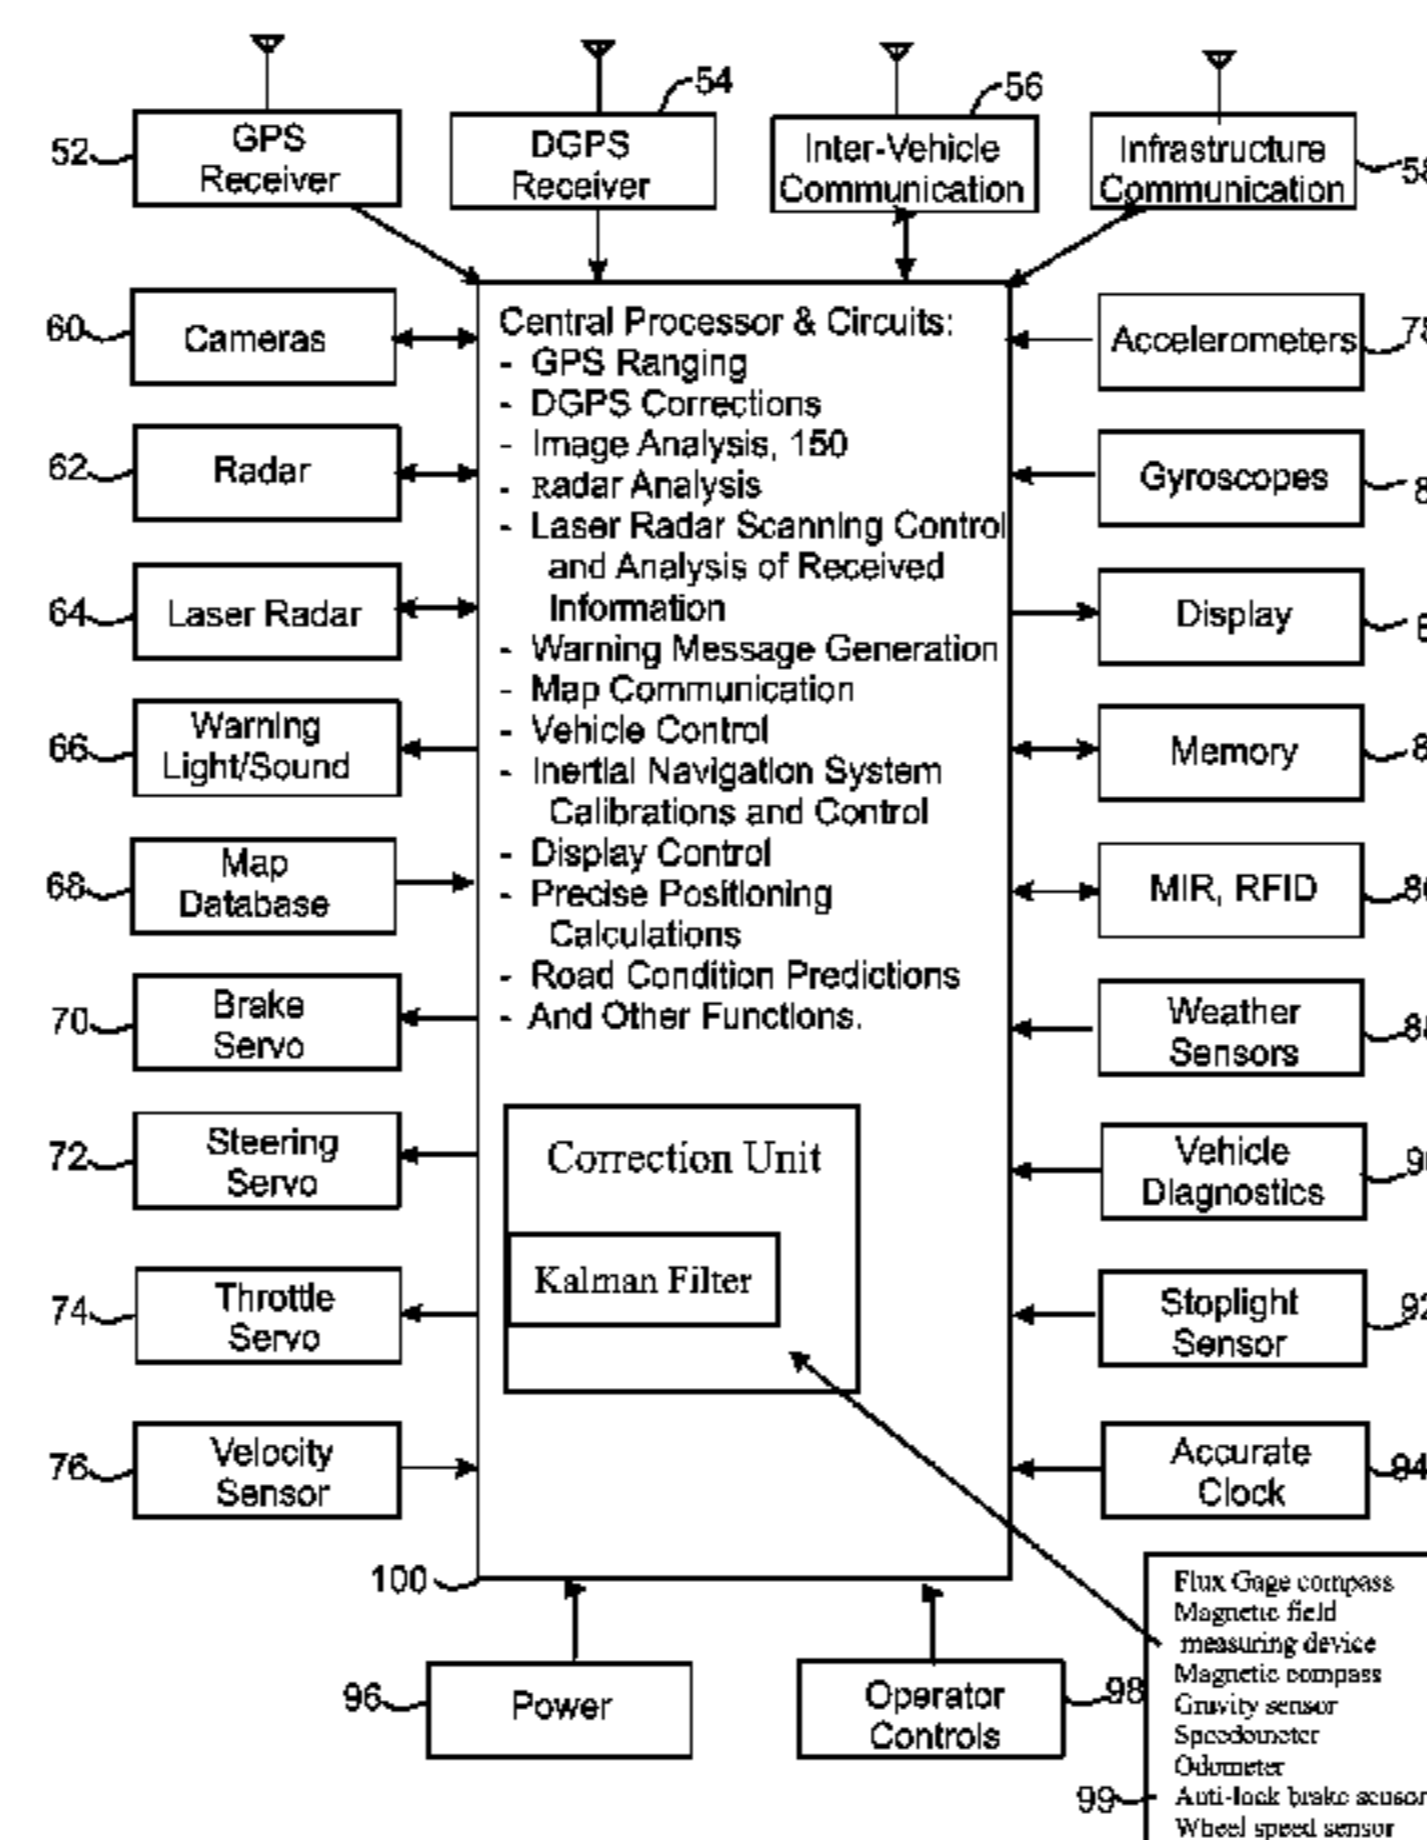 52
GPS
Receiver
54
DGPS
Receiver
56
Inter-Vehicle
Communication
Infrastructure
Communication
58
60
Cameras
62
Radar
64
Laser Radar
66
Warning
Light/Sound
68
Map
Database
70
Brake
Servo
72
Steering
Servo
74
Throttle
Servo
76
Velocity
Sensor
Central Processor & Circuits:
- GPS Ranging
- DGPS Corrections
- Image Analysis, 150
- Radar Analysis
- Laser Radar Scanning Control
and Analysis of Received
Information
- Warning Message Generation
- Map Communication
- Vehicle Control
- Inertial Navigation System
Calibrations and Control
- Display Control
- Precise Positioning
Calculations
- Road Condition Predictions
- And Other Functions.
Correction Unit
Kalman Filter
100
Accelerometers
78
Gyroscopes
Display
Memory
MIR, RFID
86
Weather
Sensors
88
Vehicle
Diagnostics
90
Stoplight
Sensor
92
Accurate
Clock
94
96
Power
Operator
Controls
98
Flux Gage compass
Magnetic field
measuring device
Magnetic compass
Gravity sensor
Speedometer
Odometer
99
Anti-lock brake sensor
Wheel speed sensor